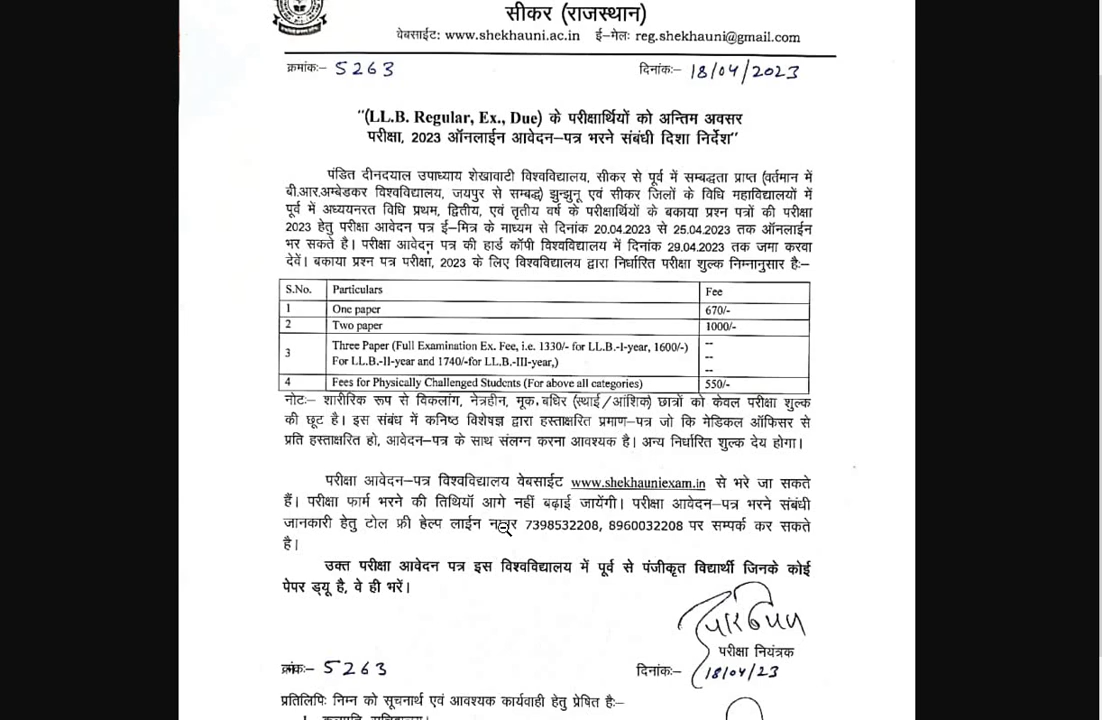 सीकर (राजस्थान)
वेबसाईट: www.shekhauni.ac.in ई-मेल: reg.shekhauni@gmail.com
क्रमांकः- 5263 दिनांकः- 18/04/2023
"(LL.B. Regular, Ex., Due) के परीक्षार्थियों को अन्तिम अवसर
परीक्षा, 2023 ऑनलाईन आवेदन-पत्र भरने संबंधी दिशा निर्देश"
पंडित दीनदयाल उपाध्याय शेखावाटी विश्वविद्यालय, सीकर से पूर्व में सम्बद्धता प्राप्त (वर्तमान में
बी.आर.अम्बेडकर विश्वविद्यालय, जयपुर से सम्बद्ध) झुन्झुनू एवं सीकर जिलों के विधि महाविद्यालयों में
पूर्व में अध्ययनरत विधि प्रथम, द्वितीय, एवं तृतीय वर्ष के परीक्षार्थियों के बकाया प्रश्न पत्रों की परीक्षा
2023 हेतु परीक्षा आवेदन पत्र ई-मित्र के माध्यम से दिनांक 20.04.2023 से 25.04.2023 तक ऑनलाईन
भर सकते है। परीक्षा आवेदन पत्र की हार्ड कॉपी विश्वविद्यालय में दिनांक 29.04.2023 तक जमा करवा
देवें। बकाया प्रश्न पत्र परीक्षा, 2023 के लिए विश्वविद्यालय द्वारा निर्धारित परीक्षा शुल्क निम्नानुसार हैः-
S.No. Particulars Fee
1 One paper 670/-
2 Two paper 1000/-
3 Three Paper (Full Examination Ex. Fee, i.e. 1330/- for LL.B.-I-year, 1600/-) --
For LL.B.-II-year and 1740/-for LL.B.-III-year,) --
--
4 Fees for Physically Challenged Students (For above all categories) 550/-
नोटः- शारीरिक रूप से विकलांग, नेत्रहीन, मूक, बधिर (स्थाई/आंशिक) छात्रों को केवल परीक्षा शुल्क
की छूट है। इस संबंध में कनिष्ठ विशेषज्ञ द्वारा हस्ताक्षरित प्रमाण-पत्र जो कि मेडिकल ऑफिसर से
प्रति हस्ताक्षरित हो, आवेदन-पत्र के साथ संलग्न करना आवश्यक है। अन्य निर्धारित शुल्क देय होगा।
परीक्षा आवेदन-पत्र विश्वविद्यालय वेबसाईट www.shekhauniexam.in से भरे जा सकते
हैं। परीक्षा फार्म भरने की तिथियॉ आगे नहीं बढ़ाई जायेंगी। परीक्षा आवेदन-पत्र भरने संबंधी
जानकारी हेतु टोल फ्री हेल्प लाईन 7398532208, 8960032208 पर सम्पर्क कर सकते
है।
उक्त परीक्षा आवेदन पत्र इस विश्वविद्यालय में पूर्व से पंजीकृत विद्यार्थी जिनके कोई
पेपर ड्यू है, वे ही भरें।
परीक्षा नियंत्रक
5263 दिनांकः- 18/04/23
प्रतिलिपिः निम्न को सूचनार्थ एवं आवश्यक कार्यवाही हेतु प्रेषित हैः-